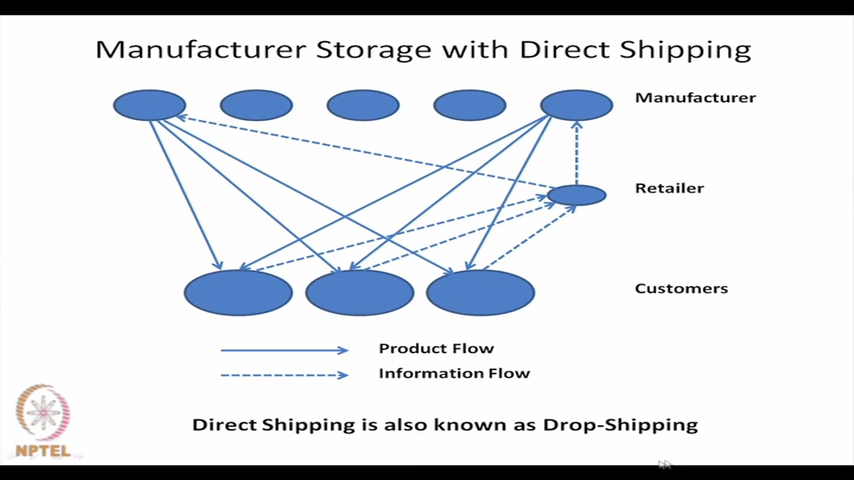 Manufacturer Storage with Direct Shipping
Manufacturer
Retailer
Customers
Product Flow
Information Flow
Direct Shipping is also known as Drop-Shipping
NPTEL